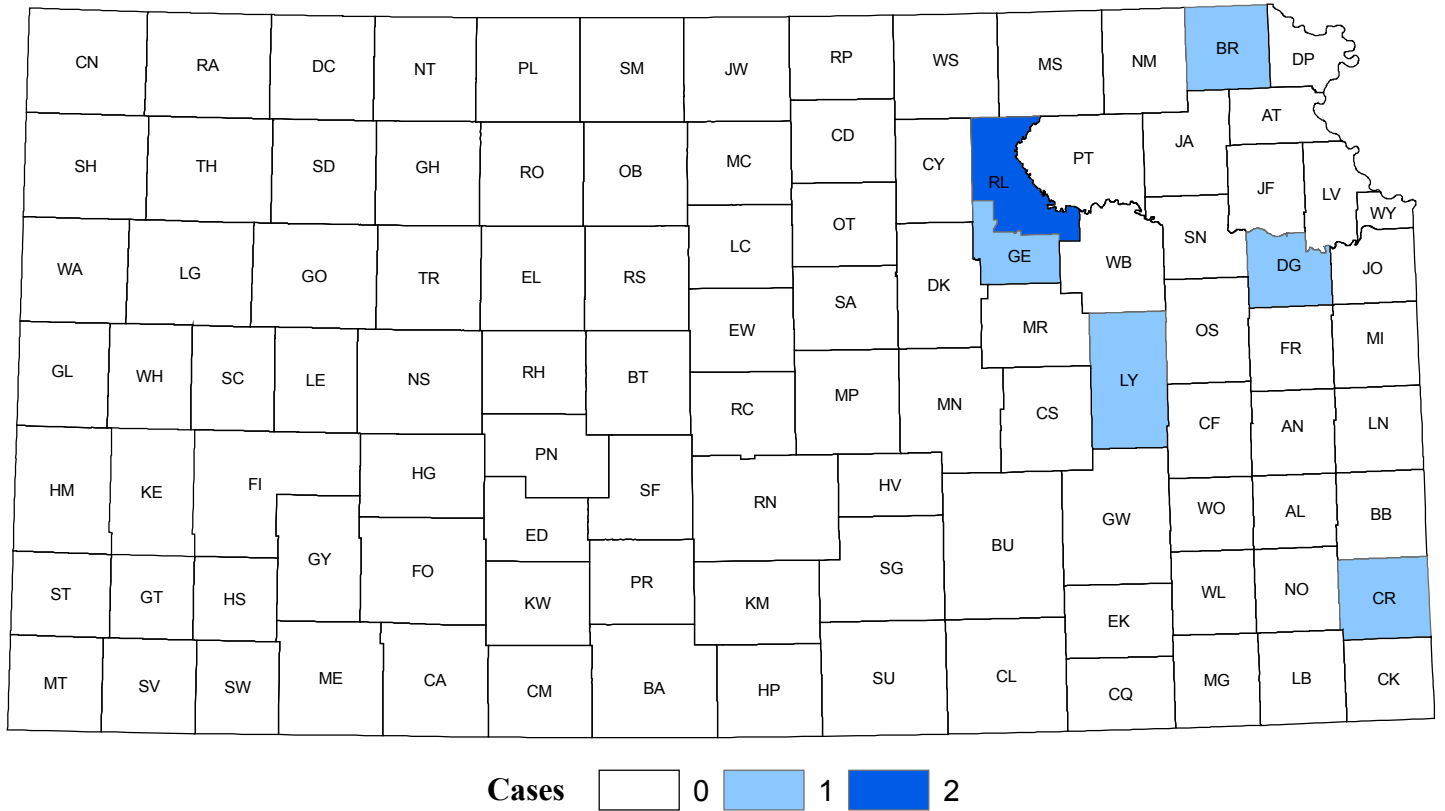 CN RA DC NT PL SM JW RP WS MS NM BR DP
SH TH SD GH RO OB MC CD CY RL PT JA AT
JF LV WY
WA LG GO TR EL RS LC OT DK GE WB SN DG JO
GL WH SC LE NS RH BT EW SA MR OS FR MI
RC MP MN CS LY CF AN LN
HM KE FI HG PN SF RN HV GW WO AL BB
ED BU
ST GT HS GY FO KW PR KM SG EK WL NO CR
MT SV SW ME CA CM BA HP SU CL CQ MG LB CK
Cases 0 1 2